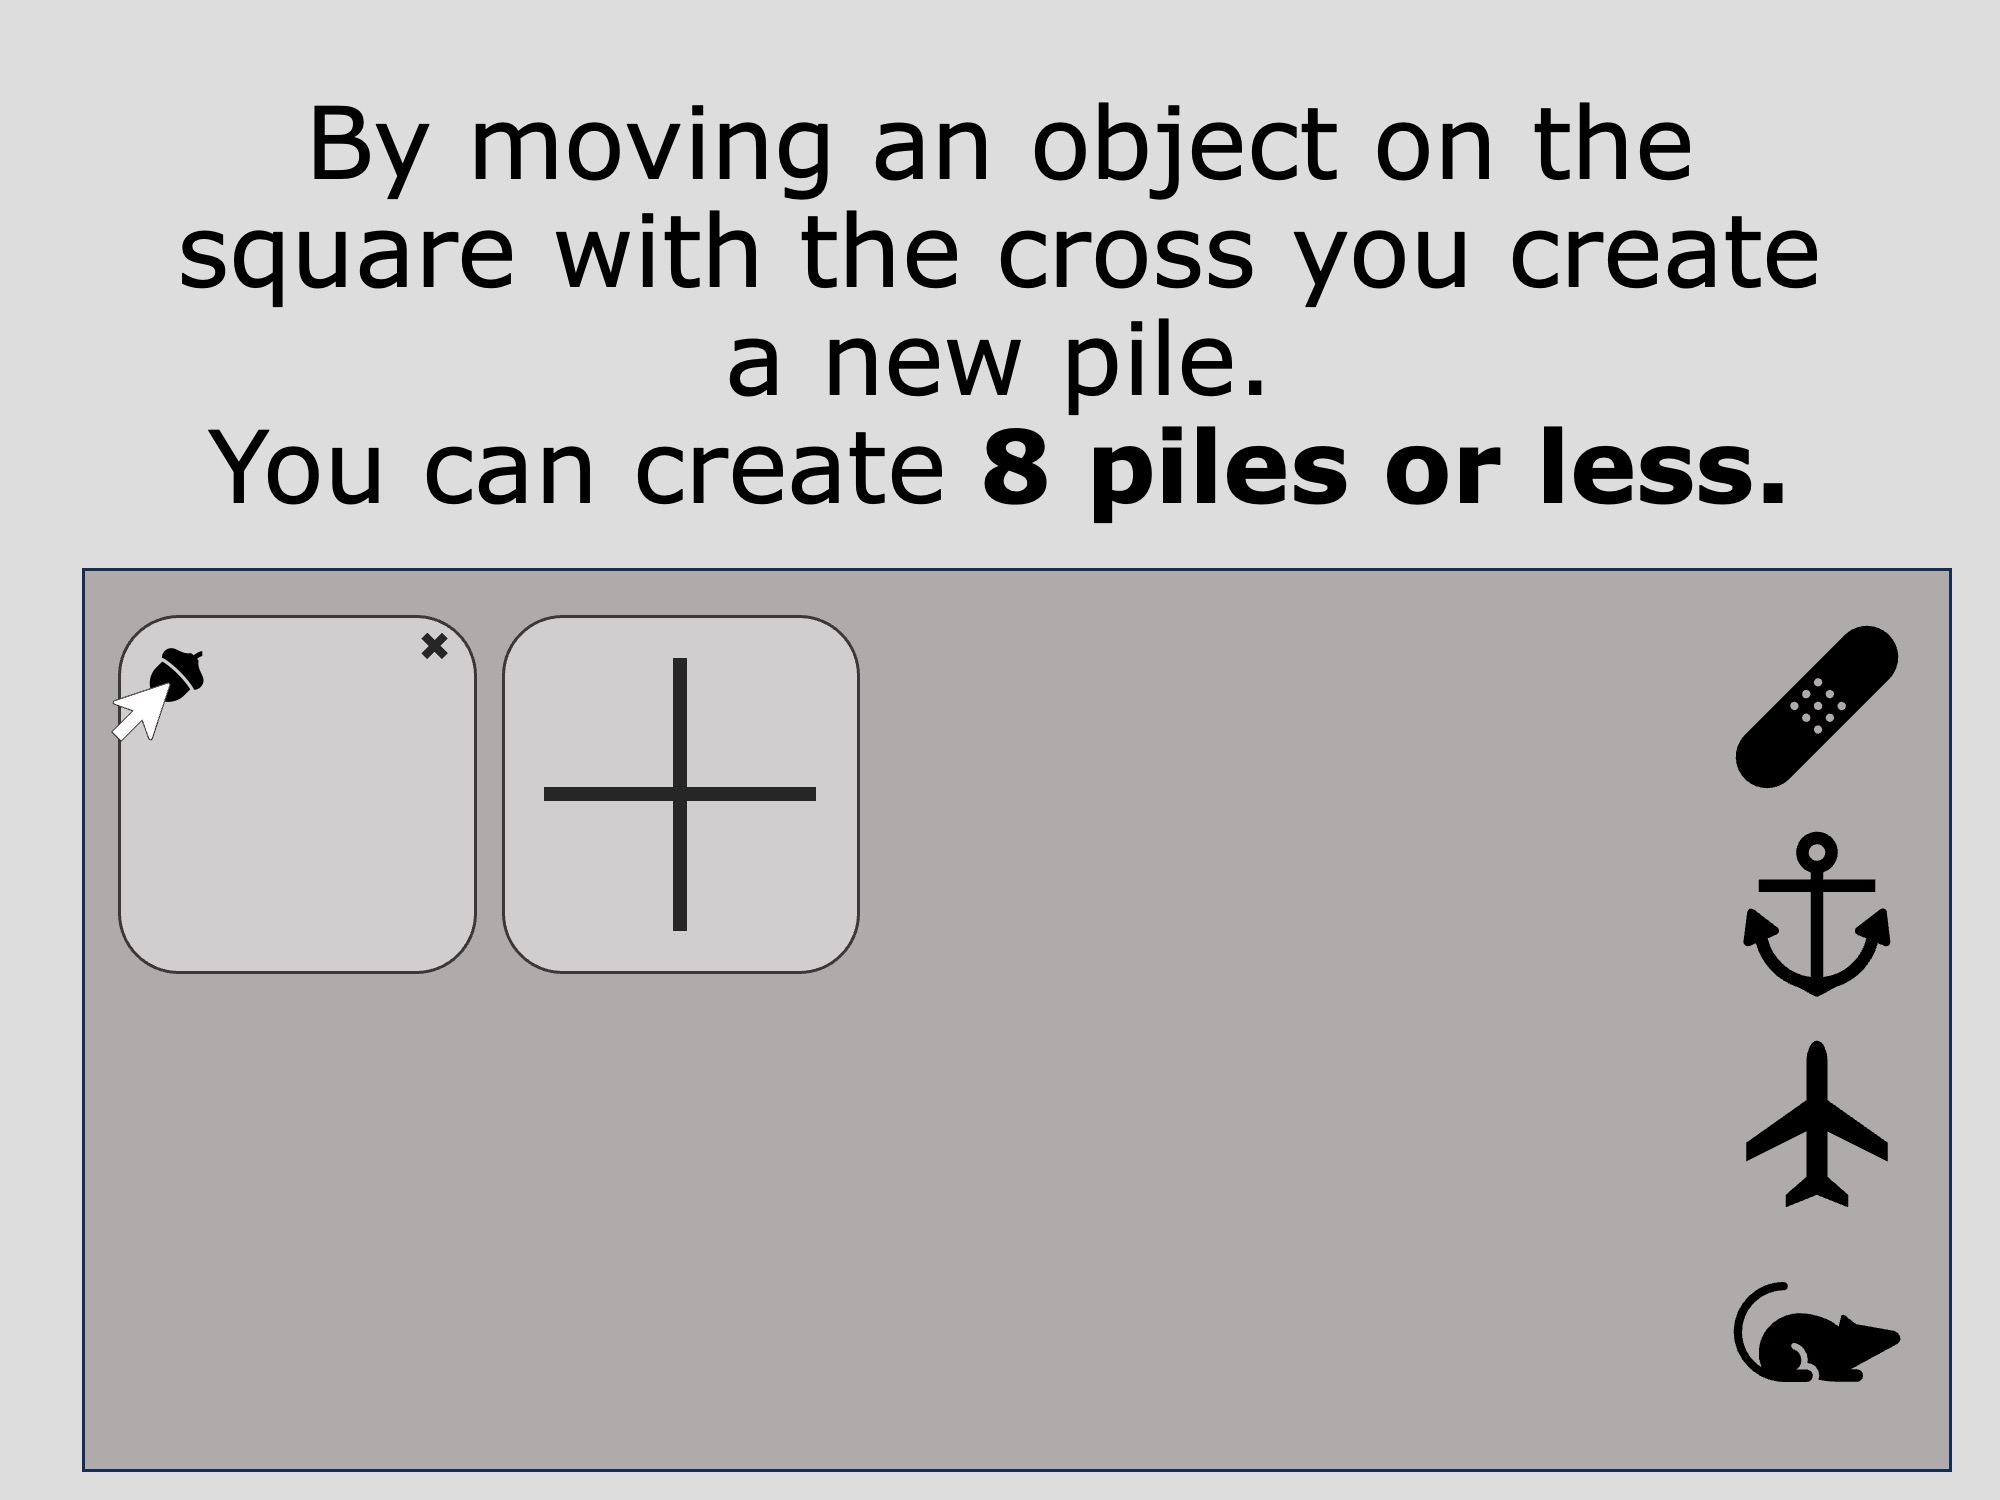 By moving an object on the
square with the cross you create
a new pile.
You can create 8 piles or less.